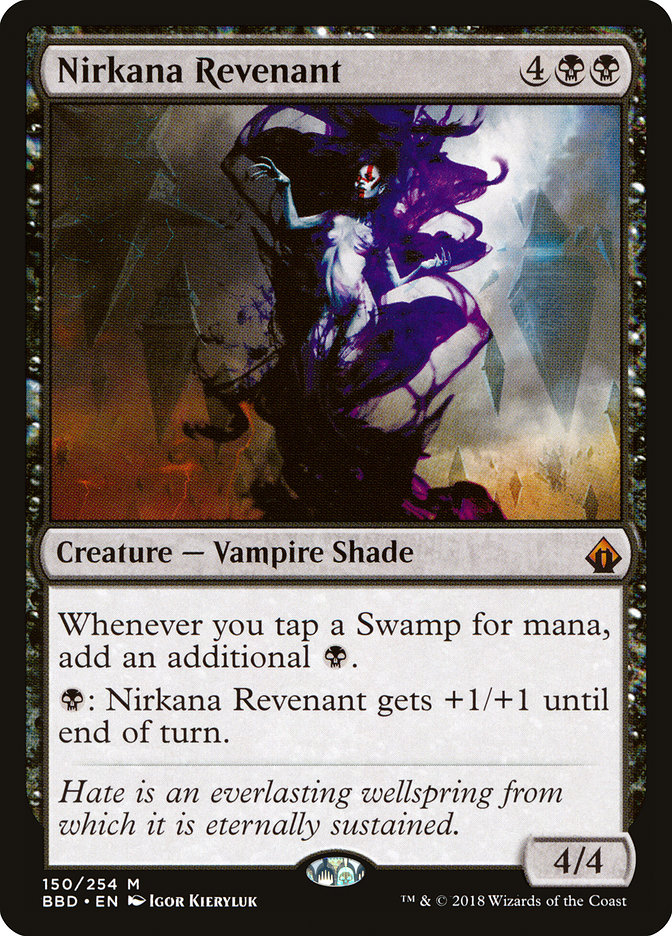 Nirkana Revenant 4
Creature — Vampire Shade
Whenever you tap a Swamp for mana,
add an additional .
: Nirkana Revenant gets +1/+1 until
end of turn.
Hate is an everlasting wellspring from
which it is eternally sustained.
4/4
150/254 M
BBD • EN Igor Kieryluk
™ & © 2018 Wizards of the Coast